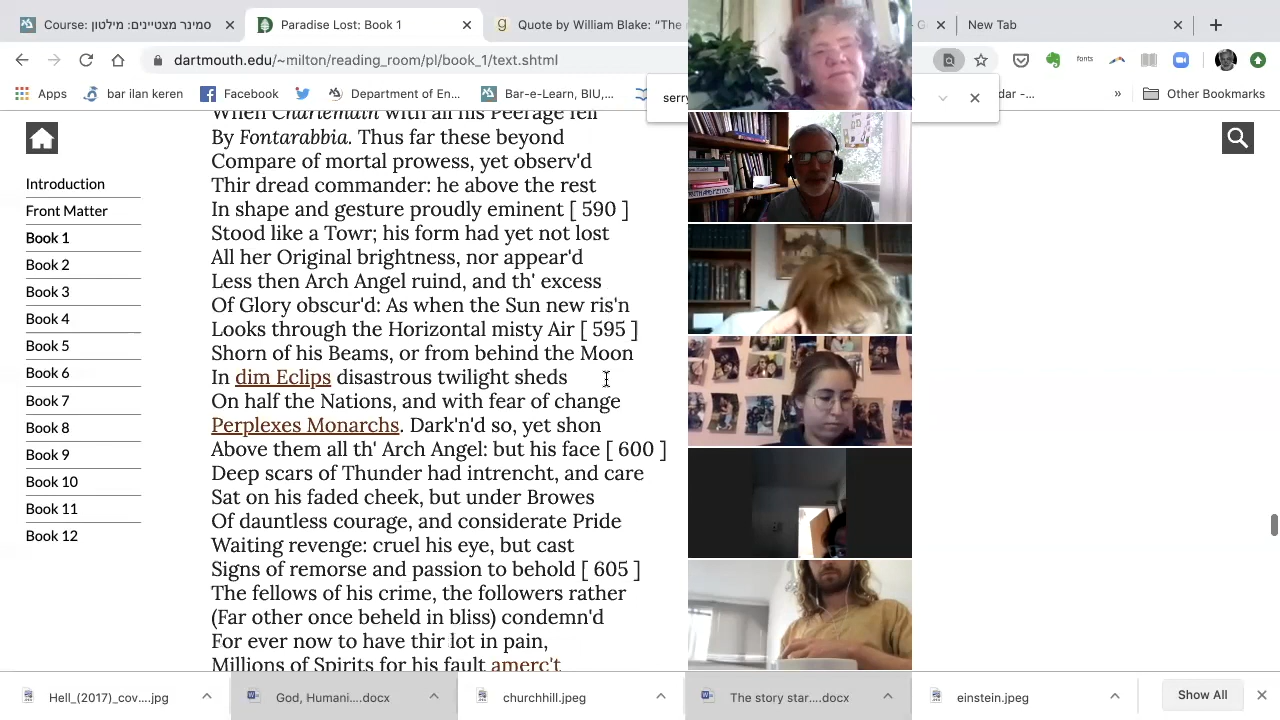 Course: סמינר מצטיינים: מילטון
Paradise Lost: Book 1
Quote by William Blake: “The
New Tab
dartmouth.edu/~milton/reading_room/pl/book_1/text.shtml
fonts
Apps
bar ilan keren
Facebook
Department of En...
Bar-e-Learn, BIU,...
Other Bookmarks
Introduction
Front Matter
Book 1
Book 2
Book 3
Book 4
Book 5
Book 6
Book 7
Book 8
Book 9
Book 10
Book 11
Book 12
When Charlemain with all his Peerage fell
By Fontarabbia. Thus far these beyond
Compare of mortal prowess, yet observ'd
Thir dread commander: he above the rest
In shape and gesture proudly eminent [ 590 ]
Stood like a Towr; his form had yet not lost
All her Original brightness, nor appear'd
Less then Arch Angel ruind, and th' excess
Of Glory obscur'd: As when the Sun new ris'n
Looks through the Horizontal misty Air [ 595 ]
Shorn of his Beams, or from behind the Moon
In dim Eclips disastrous twilight sheds
On half the Nations, and with fear of change
Perplexes Monarchs. Dark'n'd so, yet shon
Above them all th' Arch Angel: but his face [ 600 ]
Deep scars of Thunder had intrencht, and care
Sat on his faded cheek, but under Browes
Of dauntless courage, and considerate Pride
Waiting revenge: cruel his eye, but cast
Signs of remorse and passion to behold [ 605 ]
The fellows of his crime, the followers rather
(Far other once beheld in bliss) condemn'd
For ever now to have thir lot in pain,
Millions of Spirits for his fault amerc't
Hell_(2017)_cov....jpg
God, Humani....docx
churchhill.jpeg
The story star....docx
einstein.jpeg
Show All